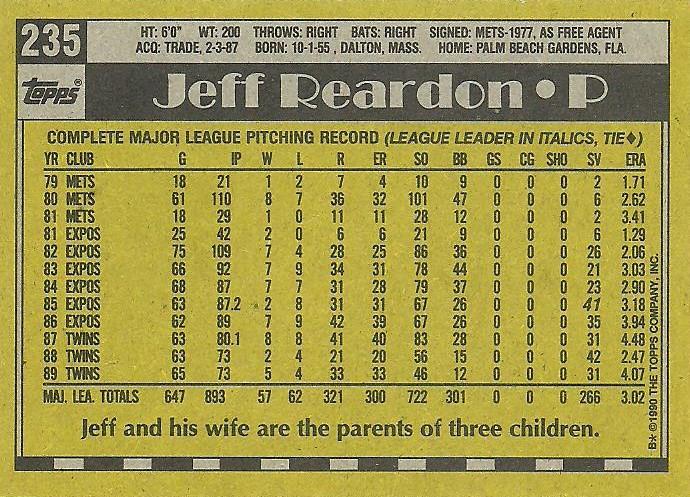 235
HT: 6'0" WT: 200 THROWS: RIGHT BATS: RIGHT SIGNED: METS-1977, AS FREE AGENT
ACQ: TRADE, 2-3-87 BORN: 10-1-55, DALTON, MASS. HOME: PALM BEACH GARDENS, FLA.
Topps® Jeff Reardon • P
COMPLETE MAJOR LEAGUE PITCHING RECORD (LEAGUE LEADER IN ITALICS, TIE♦)
YR CLUB G IP W L R ER SO BB GS CG SHO SV ERA
79 METS 18 21 1 2 7 4 10 9 0 0 0 2 1.71
80 METS 61 110 8 7 36 32 101 47 0 0 0 6 2.62
81 METS 18 29 1 0 11 11 28 12 0 0 0 2 3.41
81 EXPOS 25 42 2 0 6 6 21 9 0 0 0 6 1.29
82 EXPOS 75 109 7 4 28 25 86 36 0 0 0 26 2.06
83 EXPOS 66 92 7 9 34 31 78 44 0 0 0 21 3.03
84 EXPOS 68 87 7 7 31 28 79 37 0 0 0 23 2.90
85 EXPOS 63 87.2 2 8 31 31 67 26 0 0 0 41 3.18
86 EXPOS 62 89 7 9 42 39 67 26 0 0 0 35 3.94
87 TWINS 63 80.1 8 8 41 40 83 28 0 0 0 31 4.48
88 TWINS 63 73 2 4 21 20 56 15 0 0 0 42 2.47
89 TWINS 65 73 5 4 33 33 46 12 0 0 0 31 4.07
MAJ. LEA. TOTALS 647 893 57 62 321 300 722 301 0 0 0 266 3.02
Jeff and his wife are the parents of three children.
B* ©1990 THE TOPPS COMPANY, INC.